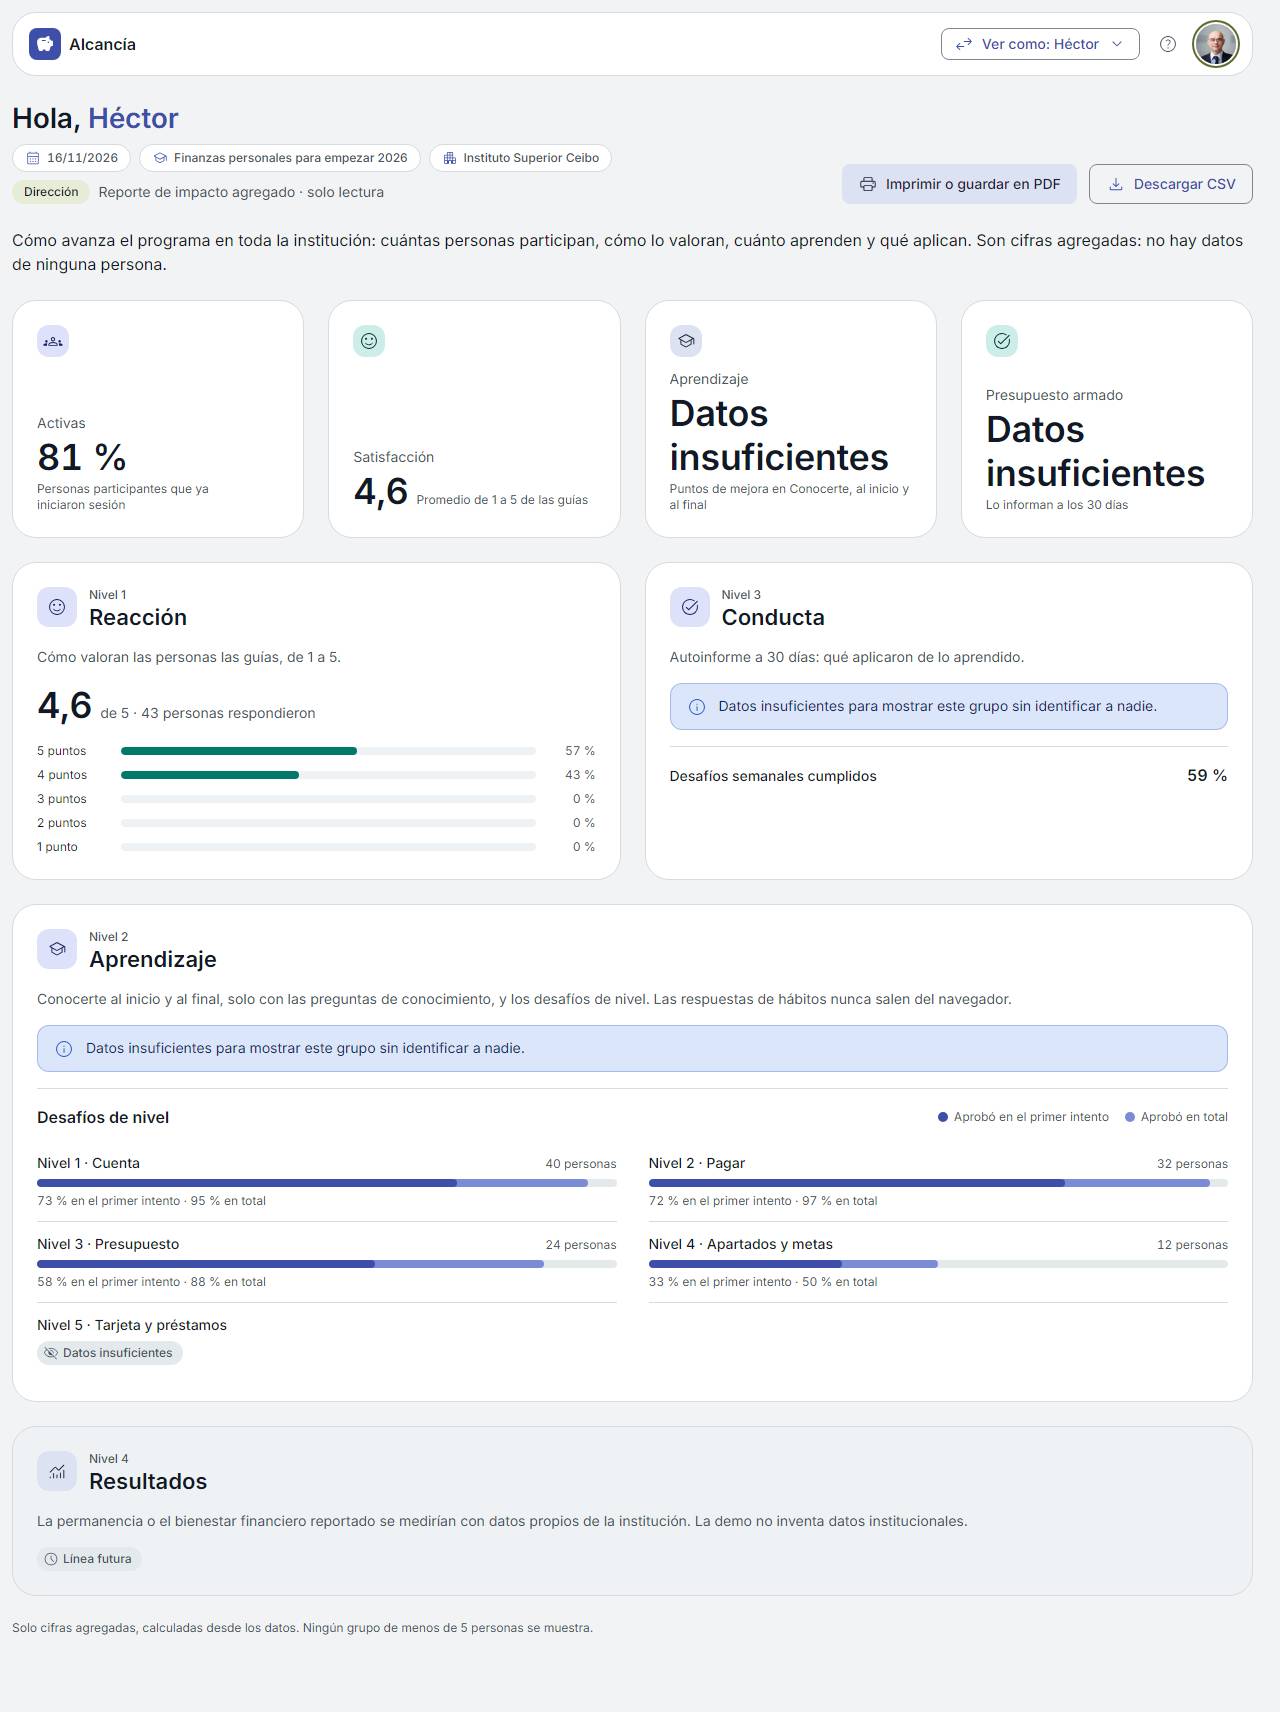 Alcancía
Ver como: Héctor
Hola, Héctor
16/11/2026
Finanzas personales para empezar 2026
Instituto Superior Ceibo
Dirección
Reporte de impacto agregado · solo lectura
Imprimir o guardar en PDF
Descargar CSV
Cómo avanza el programa en toda la institución: cuántas personas participan, cómo lo valoran, cuánto aprenden y qué aplican. Son cifras agregadas: no hay datos
de ninguna persona.
Activas
81 %
Personas participantes que ya
iniciaron sesión
Satisfacción
4,6 Promedio de 1 a 5 de las guías
Aprendizaje
Datos
insuficientes
Puntos de mejora en Conocerte, al inicio y
al final
Presupuesto armado
Datos
insuficientes
Lo informan a los 30 días
Nivel 1
Reacción
Cómo valoran las personas las guías, de 1 a 5.
4,6 de 5 · 43 personas respondieron
5 puntos 57 %
4 puntos 43 %
3 puntos 0 %
2 puntos 0 %
1 punto 0 %
Nivel 3
Conducta
Autoinforme a 30 días: qué aplicaron de lo aprendido.
Datos insuficientes para mostrar este grupo sin identificar a nadie.
Desafíos semanales cumplidos 59 %
Nivel 2
Aprendizaje
Conocerte al inicio y al final, solo con las preguntas de conocimiento, y los desafíos de nivel. Las respuestas de hábitos nunca salen del navegador.
Datos insuficientes para mostrar este grupo sin identificar a nadie.
Desafíos de nivel
Aprobó en el primer intento
Aprobó en total
Nivel 1 · Cuenta 40 personas
73 % en el primer intento · 95 % en total
Nivel 2 · Pagar 32 personas
72 % en el primer intento · 97 % en total
Nivel 3 · Presupuesto 24 personas
58 % en el primer intento · 88 % en total
Nivel 4 · Apartados y metas 12 personas
33 % en el primer intento · 50 % en total
Nivel 5 · Tarjeta y préstamos
Datos insuficientes
Nivel 4
Resultados
La permanencia o el bienestar financiero reportado se medirían con datos propios de la institución. La demo no inventa datos institucionales.
Línea futura
Solo cifras agregadas, calculadas desde los datos. Ningún grupo de menos de 5 personas se muestra.